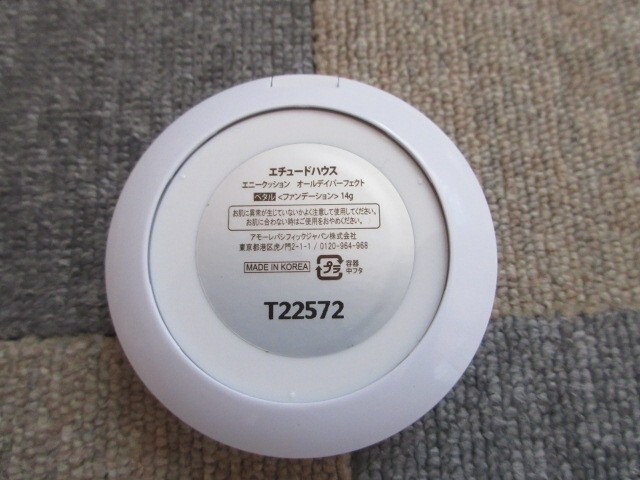 エチュードハウス
エニークッション オールデイパーフェクト
ペタル <ファンデーション> 14g
お肌に異常が生じていないかよく注意して使用してください。
お肌に合わない時はご使用をおやめください。
アモーレパシフィックジャパン株式会社
東京都港区虎ノ門2-1-1 / 0120-964-988
MADE IN KOREA プラ 容器
中フタ
T22572